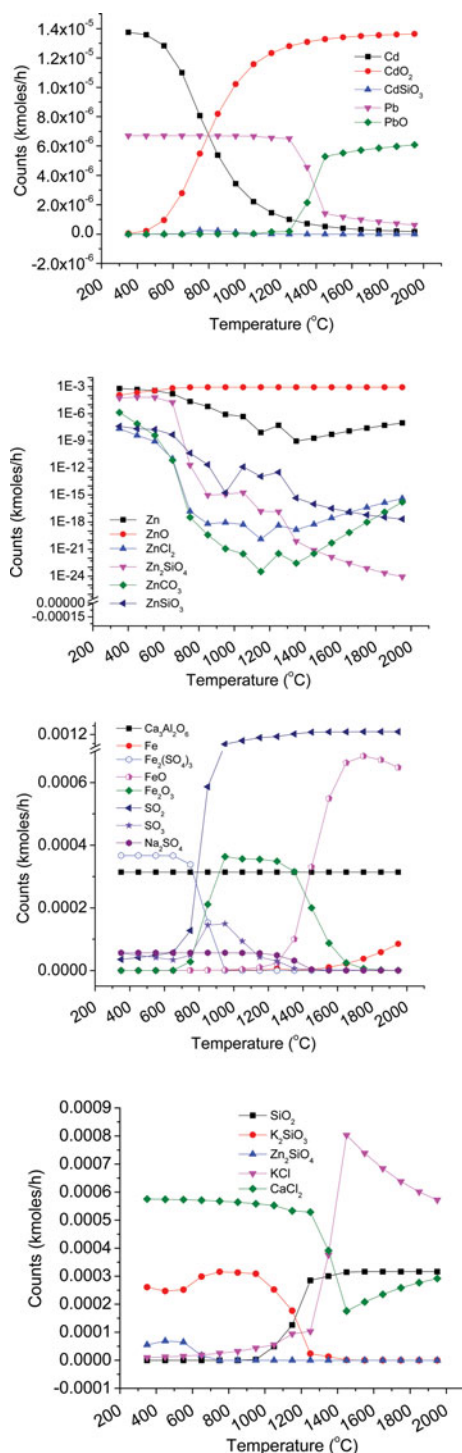 1.4x10⁻⁵
1.2x10⁻⁵
1.0x10⁻⁵
8.0x10⁻⁶
6.0x10⁻⁶
4.0x10⁻⁶
2.0x10⁻⁶
0.0
-2.0x10⁻⁶
Counts (kmoles/h)
Cd
CdO₂
CdSiO₃
Pb
PbO
200 400 600 800 1000 1200 1400 1600 1800 2000
Temperature (°C)
1E-3
1E-6
1E-9
1E-12
1E-15
1E-18
1E-21
1E-24
0.00000
-0.00015
Counts (kmoles/h)
Zn
ZnO
ZnCl₂
Zn₂SiO₄
ZnCO₃
ZnSiO₃
200 400 600 800 1000 1200 1400 1600 1800 2000
Temperature (°C)
0.0012
0.0006
0.0004
0.0002
0.0000
Counts (kmoles/h)
Ca₃Al₂O₆
Fe
Fe₂(SO₄)₃
FeO
Fe₂O₃
SO₂
SO₃
Na₂SO₄
200 400 600 800 1000 1200 1400 1600 1800 2000
Temperature (°C)
0.0009
0.0008
0.0007
0.0006
0.0005
0.0004
0.0003
0.0002
0.0001
0.0000
-0.0001
Counts (kmoles/h)
SiO₂
K₂SiO₃
Zn₂SiO₄
KCl
CaCl₂
200 400 600 800 1000 1200 1400 1600 1800 2000
Temperature (°C)